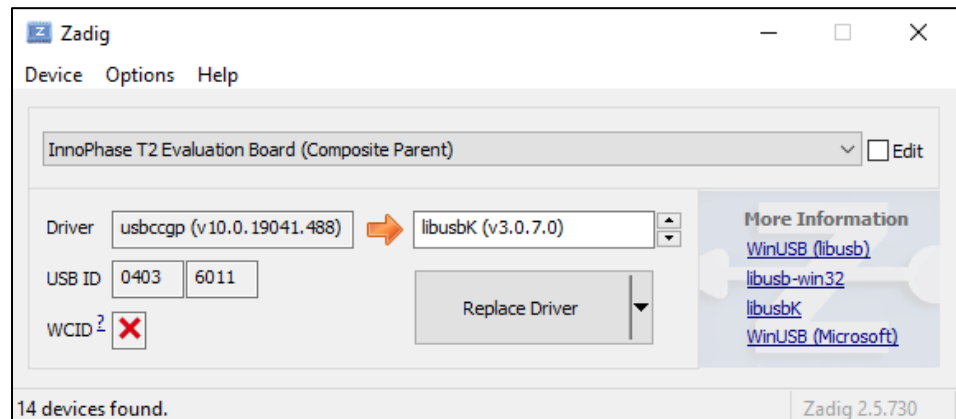 Zadig
Device Options Help
InnoPhase T2 Evaluation Board (Composite Parent)
Edit
Driver usbccgp (v10.0.19041.488) libusbK (v3.0.7.0)
USB ID 0403 6011
WCID ?
Replace Driver
More Information
WinUSB (libusb)
libusb-win32
libusbK
WinUSB (Microsoft)
14 devices found.
Zadig 2.5.730